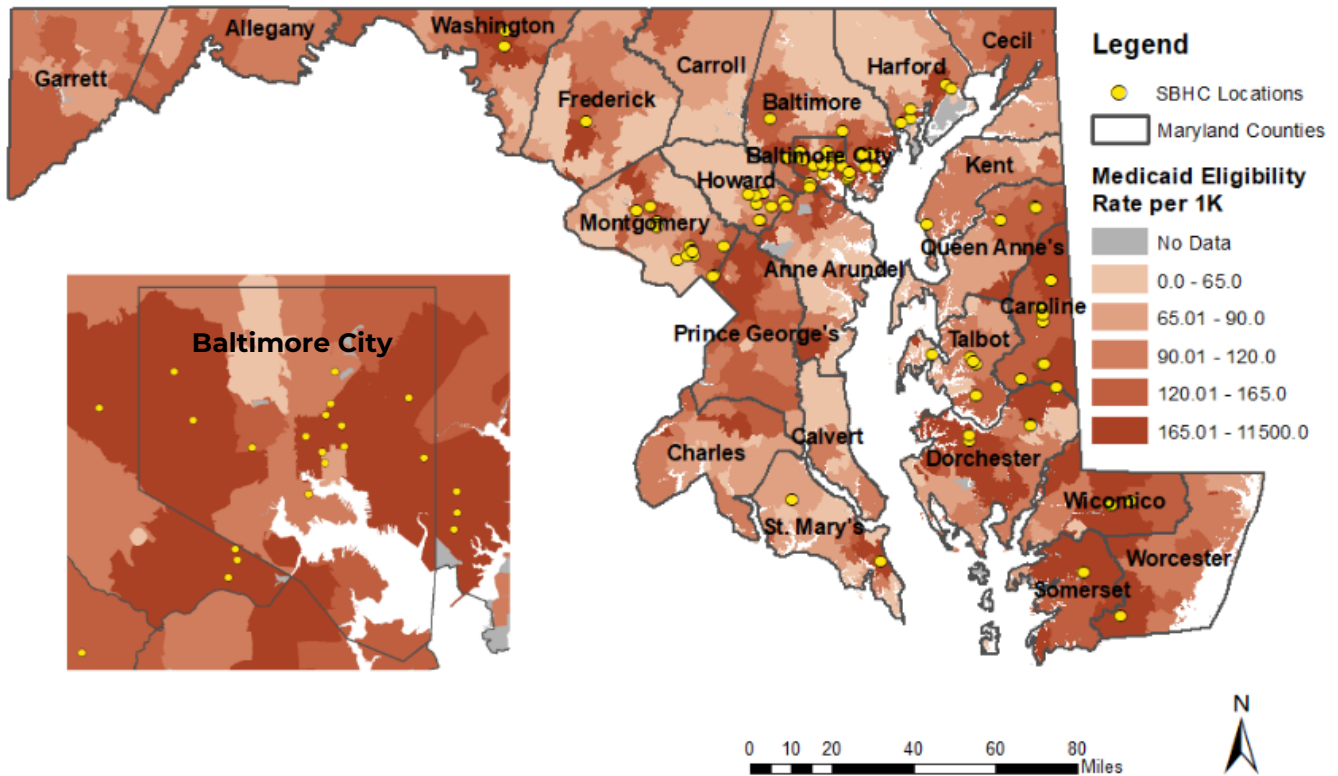 Washington
Allegany
Garrett
Frederick
Carroll
Harford
Cecil
Baltimore
Baltimore City
Howard
Kent
Montgomery
Queen Anne's
Anne Arundel
Caroline
Prince George's
Talbot
Charles
Calvert
Dorchester
St. Mary's
Wicomico
Worcester
Somerset
Baltimore City
Legend
SBHC Locations
Maryland Counties
Medicaid Eligibility
Rate per 1K
No Data
0.0 - 65.0
65.01 - 90.0
90.01 - 120.0
120.01 - 165.0
165.01 - 11500.0
N
0 10 20 40 60 80
Miles